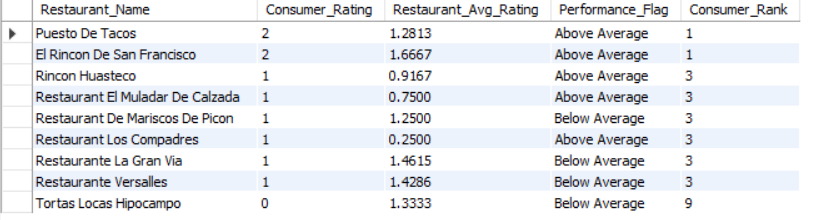 Restaurant_Name Consumer_Rating Restaurant_Avg_Rating Performance_Flag Consumer_Rank
Puesto De Tacos 2 1.2813 Above Average 1
El Rincon De San Francisco 2 1.6667 Above Average 1
Rincon Huasteco 1 0.9167 Above Average 3
Restaurant El Muladar De Calzada 1 0.7500 Above Average 3
Restaurant De Mariscos De Picon 1 1.2500 Below Average 3
Restaurant Los Compadres 1 0.2500 Above Average 3
Restaurante La Gran Via 1 1.4615 Below Average 3
Restaurante Versalles 1 1.4286 Below Average 3
Tortas Locas Hipocampo 0 1.3333 Below Average 9